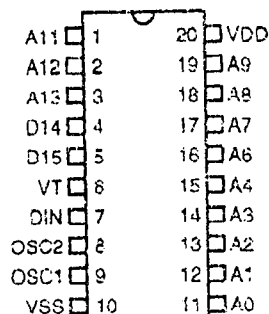 A11 1 20 VDD
A12 2 19 A9
A13 3 18 A8
D14 4 17 A7
D15 5 16 A6
VT 6 15 A4
DIN 7 14 A3
OSC2 8 13 A2
OSC1 9 12 A1
VSS 10 11 A0